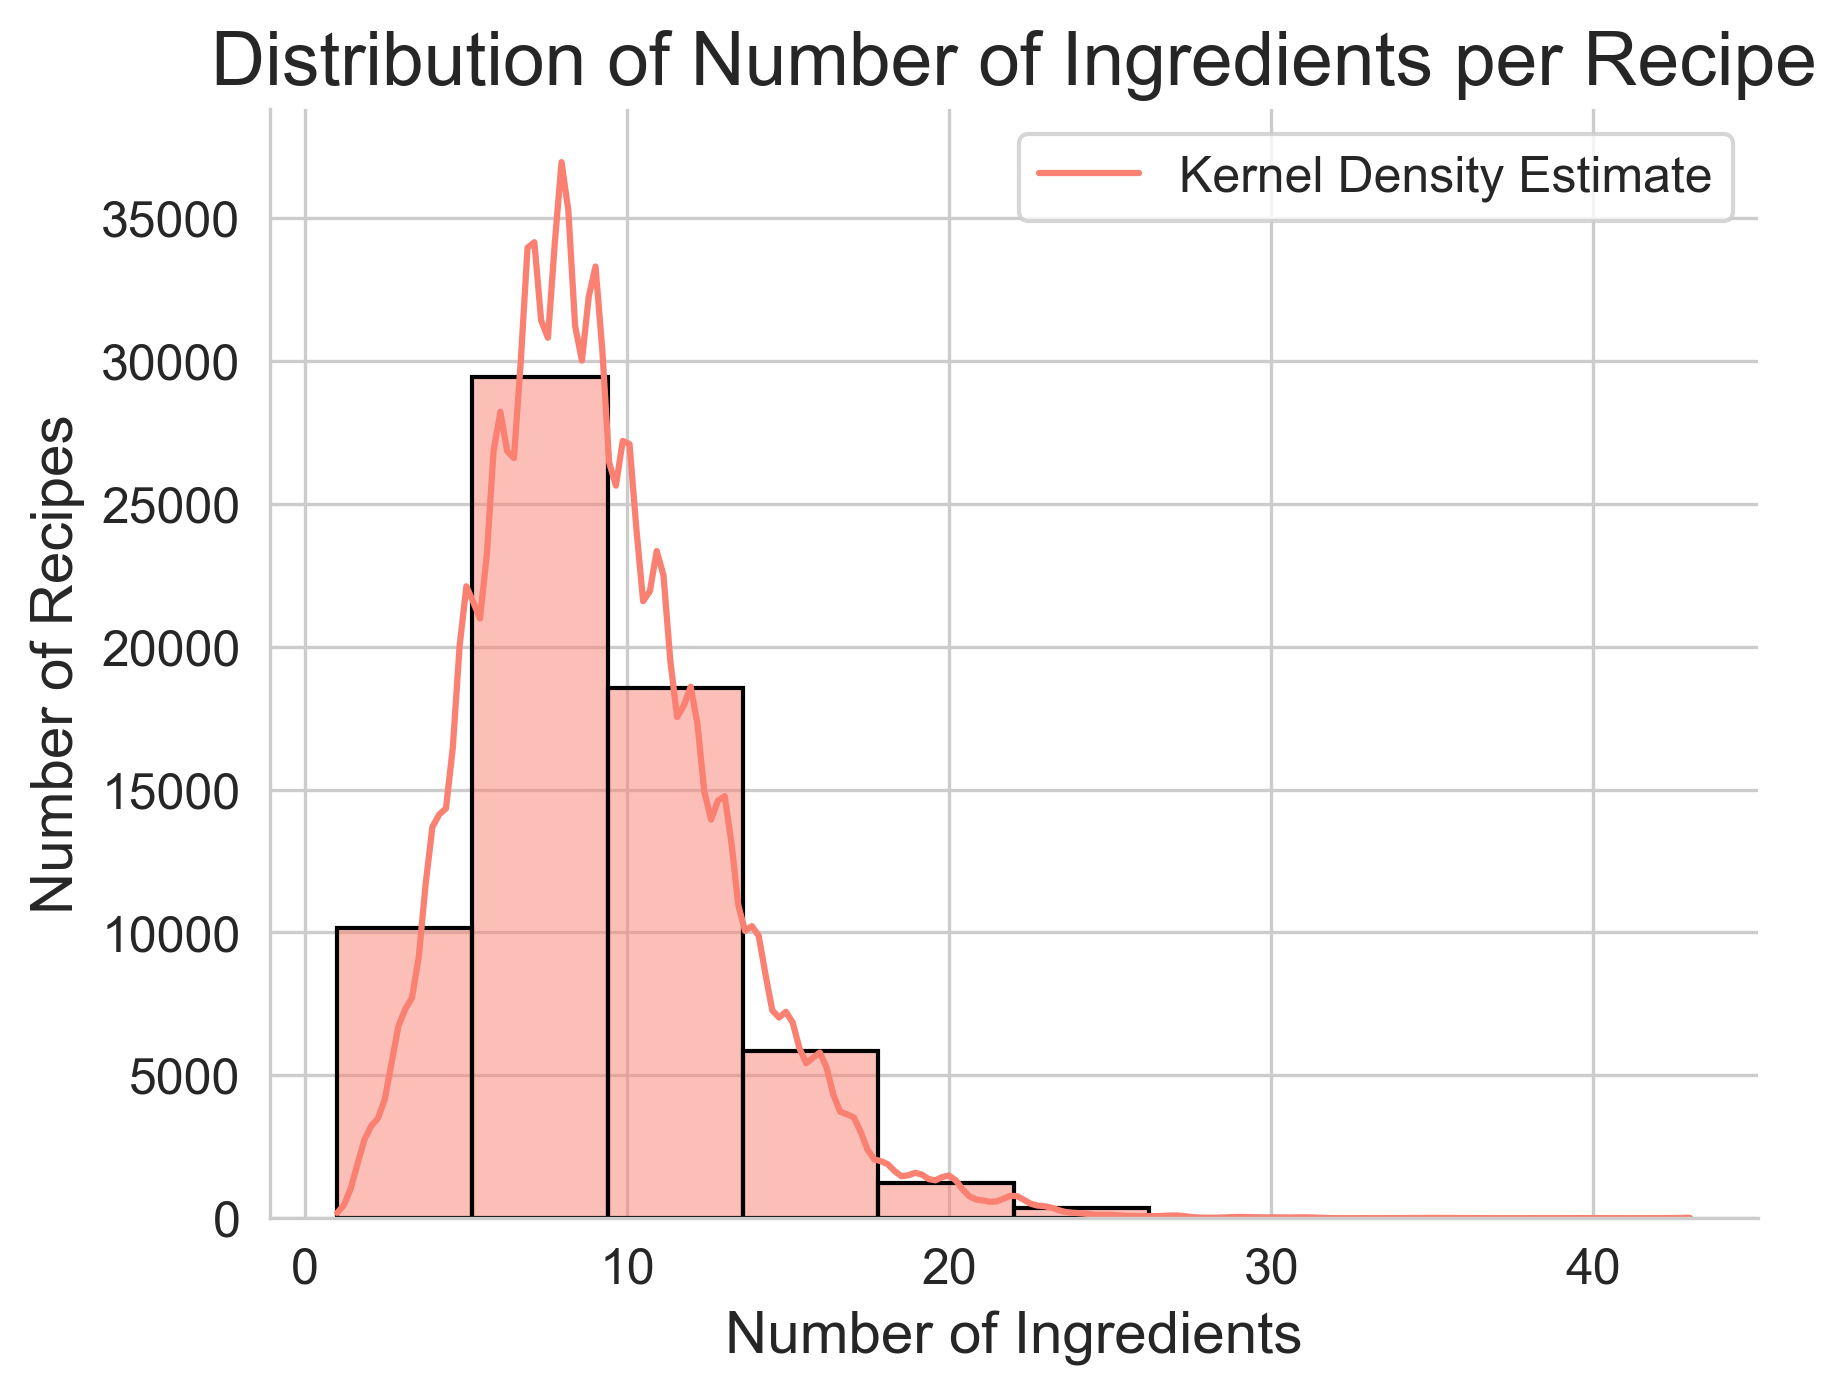 Distribution of Number of Ingredients per Recipe
Kernel Density Estimate
Number of Recipes
35000
30000
25000
20000
15000
10000
5000
0
0 10 20 30 40
Number of Ingredients